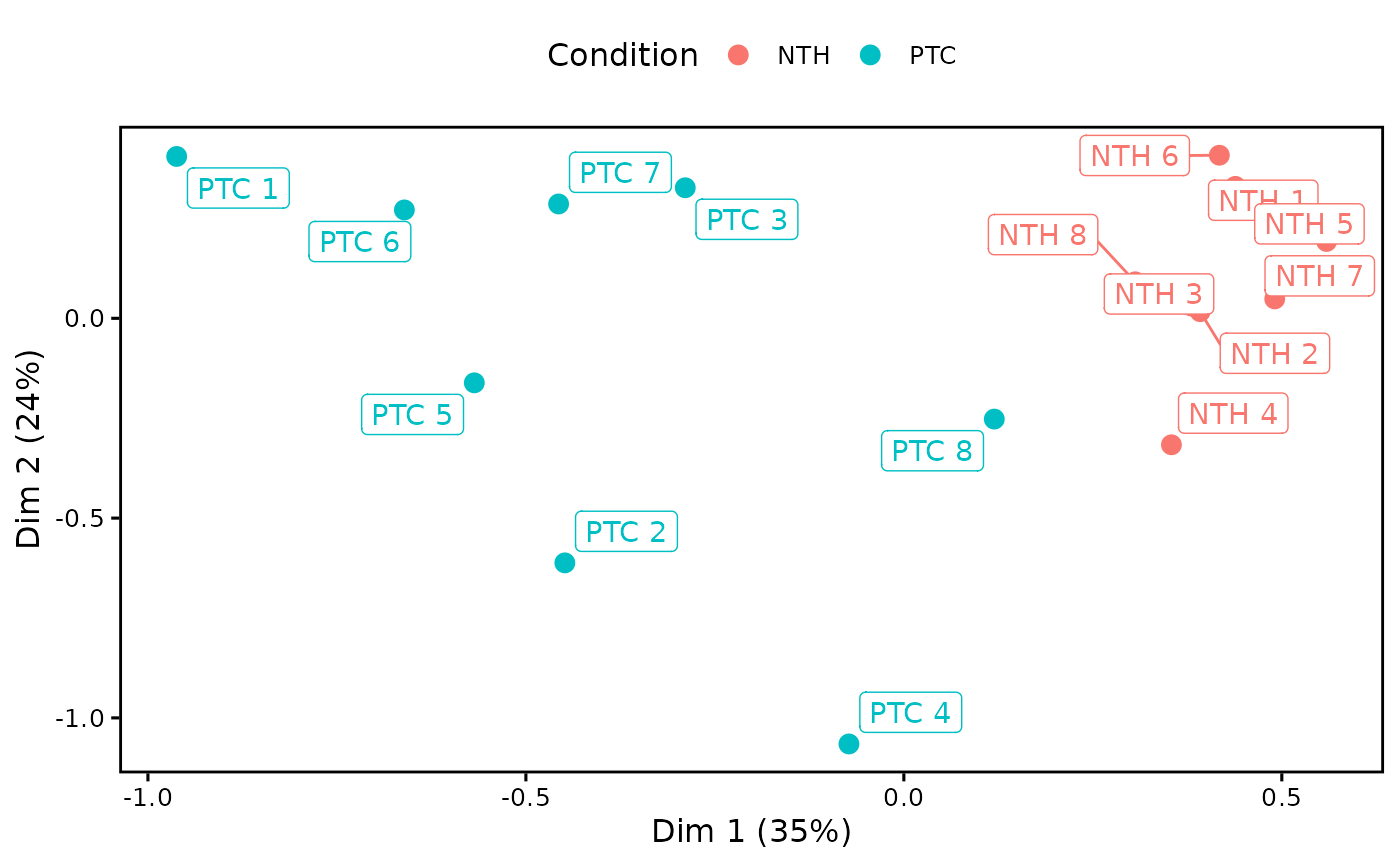 Condition NTH PTC
NTH 6
PTC 7
PTC 1
NTH 1
PTC 3
NTH 5
NTH 8
PTC 6
NTH 7
NTH 3
0.0
NTH 2
PTC 5
NTH 4
PTC 8
-0.5
PTC 2
PTC 4
-1.0
Dim 2 (24%)
-1.0 -0.5 0.0 0.5
Dim 1 (35%)